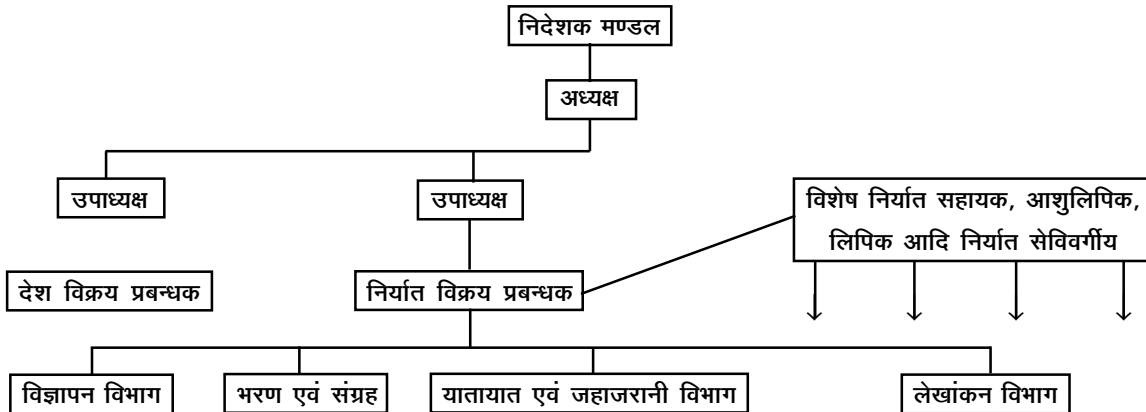 निदेशक मण्डल
अध्यक्ष
उपाध्यक्ष
उपाध्यक्ष
विशेष निर्यात सहायक, आशुलिपिक,
लिपिक आदि निर्यात सेविवर्गीय
देश विक्रय प्रबन्धक
निर्यात विक्रय प्रबन्धक
विज्ञापन विभाग
भरण एवं संग्रह
यातायात एवं जहाजरानी विभाग
लेखांकन विभाग